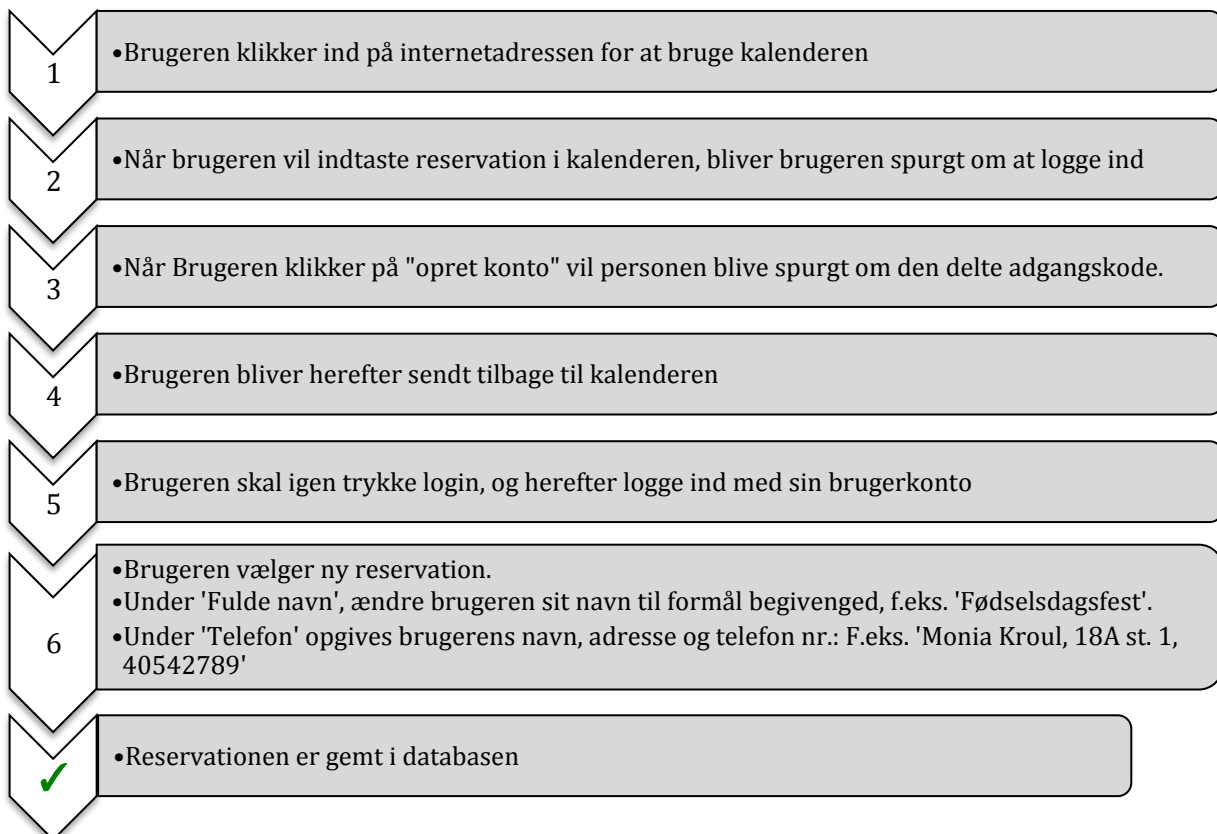 1
•Brugeren klikker ind på internetadressen for at bruge kalenderen
2
•Når brugeren vil indtaste reservation i kalenderen, bliver brugeren spurgt om at logge ind
3
•Når Brugeren klikker på "opret konto" vil personen blive spurgt om den delte adgangskode.
4
•Brugeren bliver herefter sendt tilbage til kalenderen
5
•Brugeren skal igen trykke login, og herefter logge ind med sin brugerkonto
6
•Brugeren vælger ny reservation.
•Under 'Fulde navn', ændre brugeren sit navn til formål begivenged, f.eks. 'Fødselsdagsfest'.
•Under 'Telefon' opgives brugerens navn, adresse og telefon nr.: F.eks. 'Monia Kroul, 18A st. 1,
40542789'
✓
•Reservationen er gemt i databasen